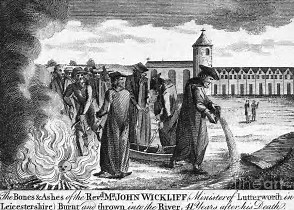 The Bones & Ashes of the Revd. Mr. JOHN WICKLIFF, Minister of Lutterworth in
Leicestershire) Burnt and thrown into the River, 41 Years after his Death.